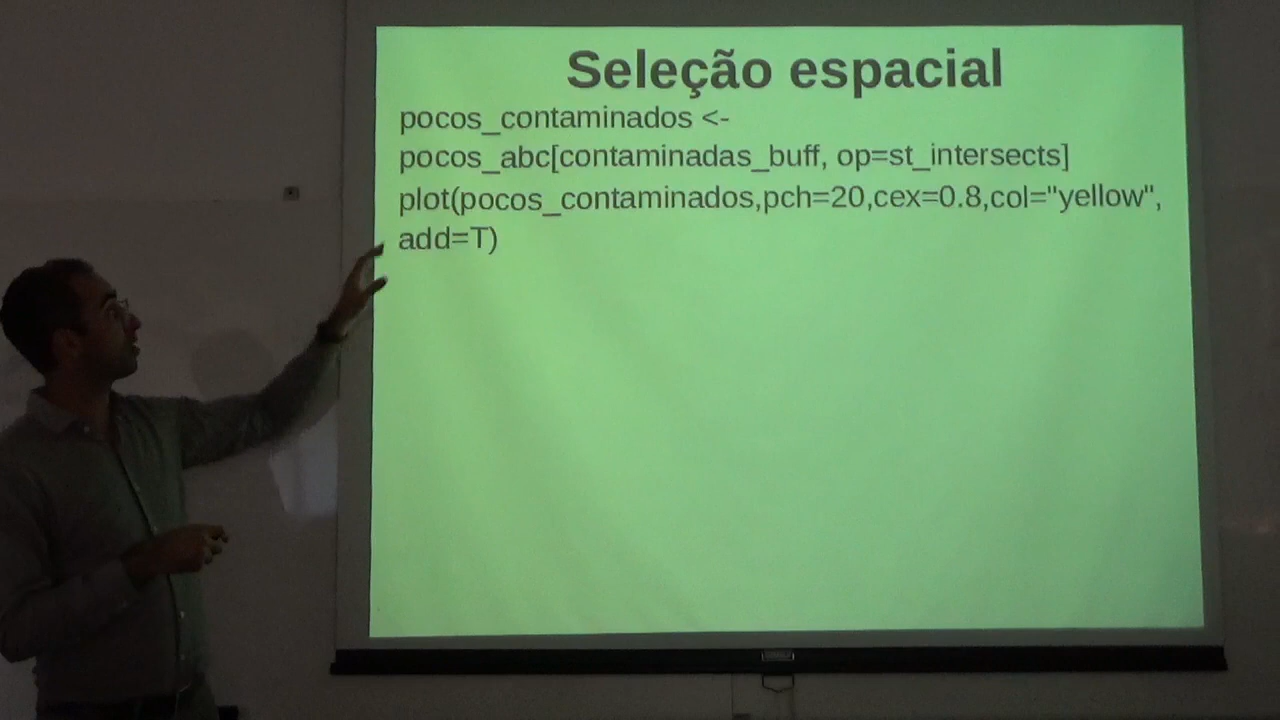 Seleção espacial
pocos_contaminados <-
pocos_abc[contaminadas_buff, op=st_intersects]
plot(pocos_contaminados,pch=20,cex=0.8,col="yellow",
add=T)